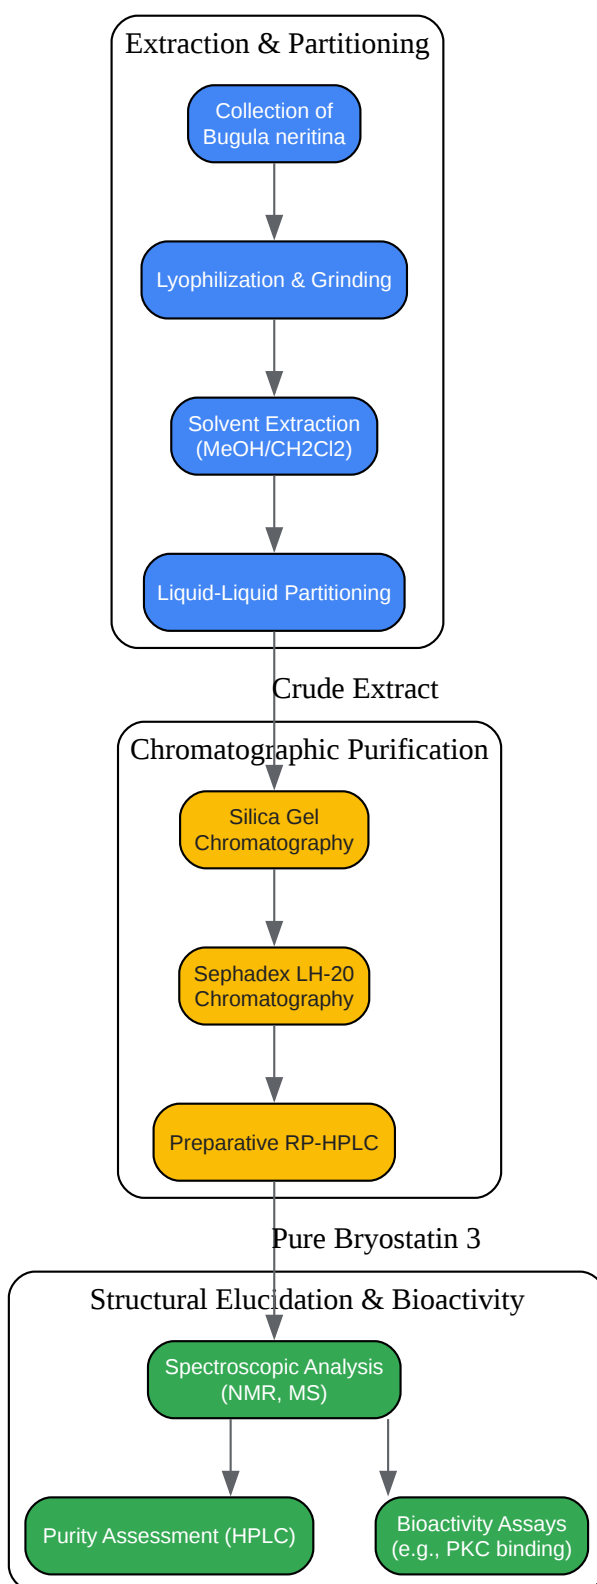 Extraction & Partitioning
Collection of
Bugula neritina
Lyophilization & Grinding
Solvent Extraction
(MeOH/CH2Cl2)
Liquid-Liquid Partitioning
Crude Extract
Chromatographic Purification
Silica Gel
Chromatography
Sephadex LH-20
Chromatography
Preparative RP-HPLC
Pure Bryostatin 3
Structural Elucidation & Bioactivity
Spectroscopic Analysis
(NMR, MS)
Purity Assessment (HPLC)
Bioactivity Assays
(e.g., PKC binding)